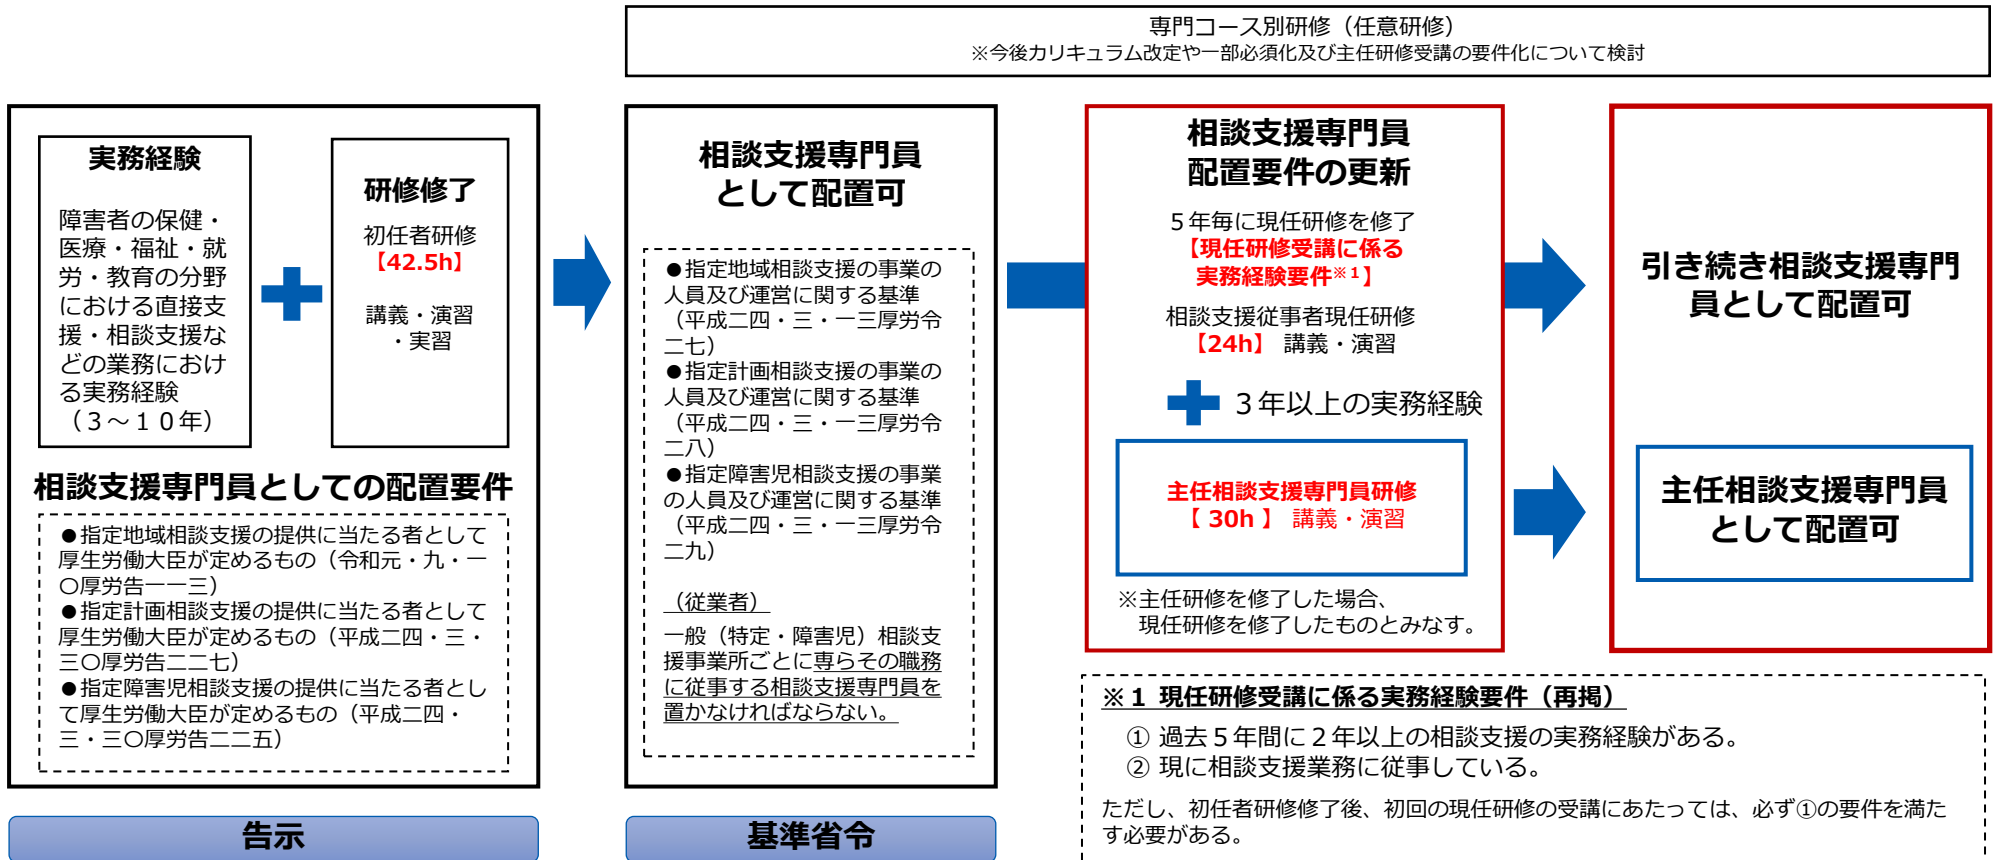 専門コース別研修（任意研修）
※今後カリキュラム改定や一部必須化及び主任研修受講の要件化について検討
実務経験
障害者の保健・
医療・福祉・就
労・教育の分野
における直接支
援・相談支援な
どの業務におけ
る実務経験
（３～１０年）
研修修了
初任者研修
【42.5h】
講義・演習
・実習
相談支援専門員としての配置要件
●指定地域相談支援の提供に当たる者として
厚生労働大臣が定めるもの（令和元・九・一
〇厚労告一一三）
●指定計画相談支援の提供に当たる者として
厚生労働大臣が定めるもの（平成二四・三・
三〇厚労告二二七）
●指定障害児相談支援の提供に当たる者とし
て厚生労働大臣が定めるもの（平成二四・
三・三〇厚労告二二五）
告示
相談支援専門員
として配置可
●指定地域相談支援の事業の
人員及び運営に関する基準
（平成二四・三・一三厚労令
二七）
●指定計画相談支援の事業の
人員及び運営に関する基準
（平成二四・三・一三厚労令
二八）
●指定障害児相談支援の事業
の人員及び運営に関する基準
（平成二四・三・一三厚労令
二九）
（従業者）
一般（特定・障害児）相談支
援事業所ごとに専らその職務
に従事する相談支援専門員を
置かなければならない。
基準省令
相談支援専門員
配置要件の更新
５年毎に現任研修を修了
【現任研修受講に係る
実務経験要件※１】
相談支援従事者現任研修
【24h】 講義・演習
３年以上の実務経験
主任相談支援専門員研修
【 30h 】 講義・演習
※主任研修を修了した場合、
現任研修を修了したものとみなす。
引き続き相談支援専門
員として配置可
主任相談支援専門員
として配置可
※１ 現任研修受講に係る実務経験要件（再掲）
① 過去５年間に２年以上の相談支援の実務経験がある。
② 現に相談支援業務に従事している。
ただし、初任者研修修了後、初回の現任研修の受講にあたっては、必ず①の要件を満た
す必要がある。